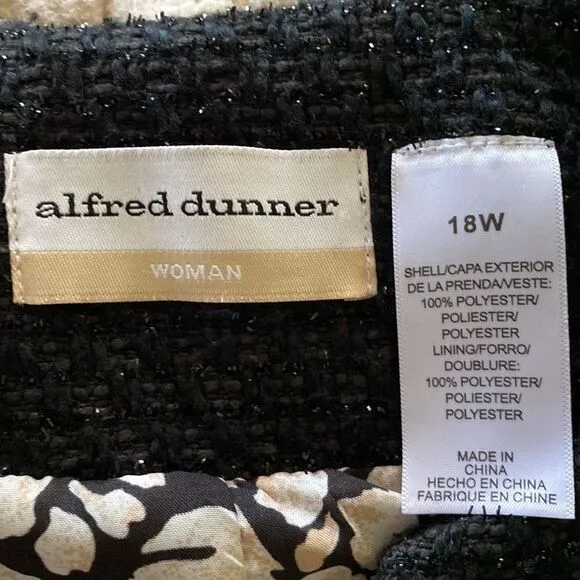 alfred dunner
WOMAN
18W
SHELL/CAPA EXTERIOR
DE LA PRENDA/VESTE:
100% POLYESTER/
POLIESTER/
POLYESTER
LINING/FORRO/
DOUBLURE:
100% POLYESTER/
POLIESTER/
POLYESTER
MADE IN
CHINA
HECHO EN CHINA
FABRIQUE EN CHINE